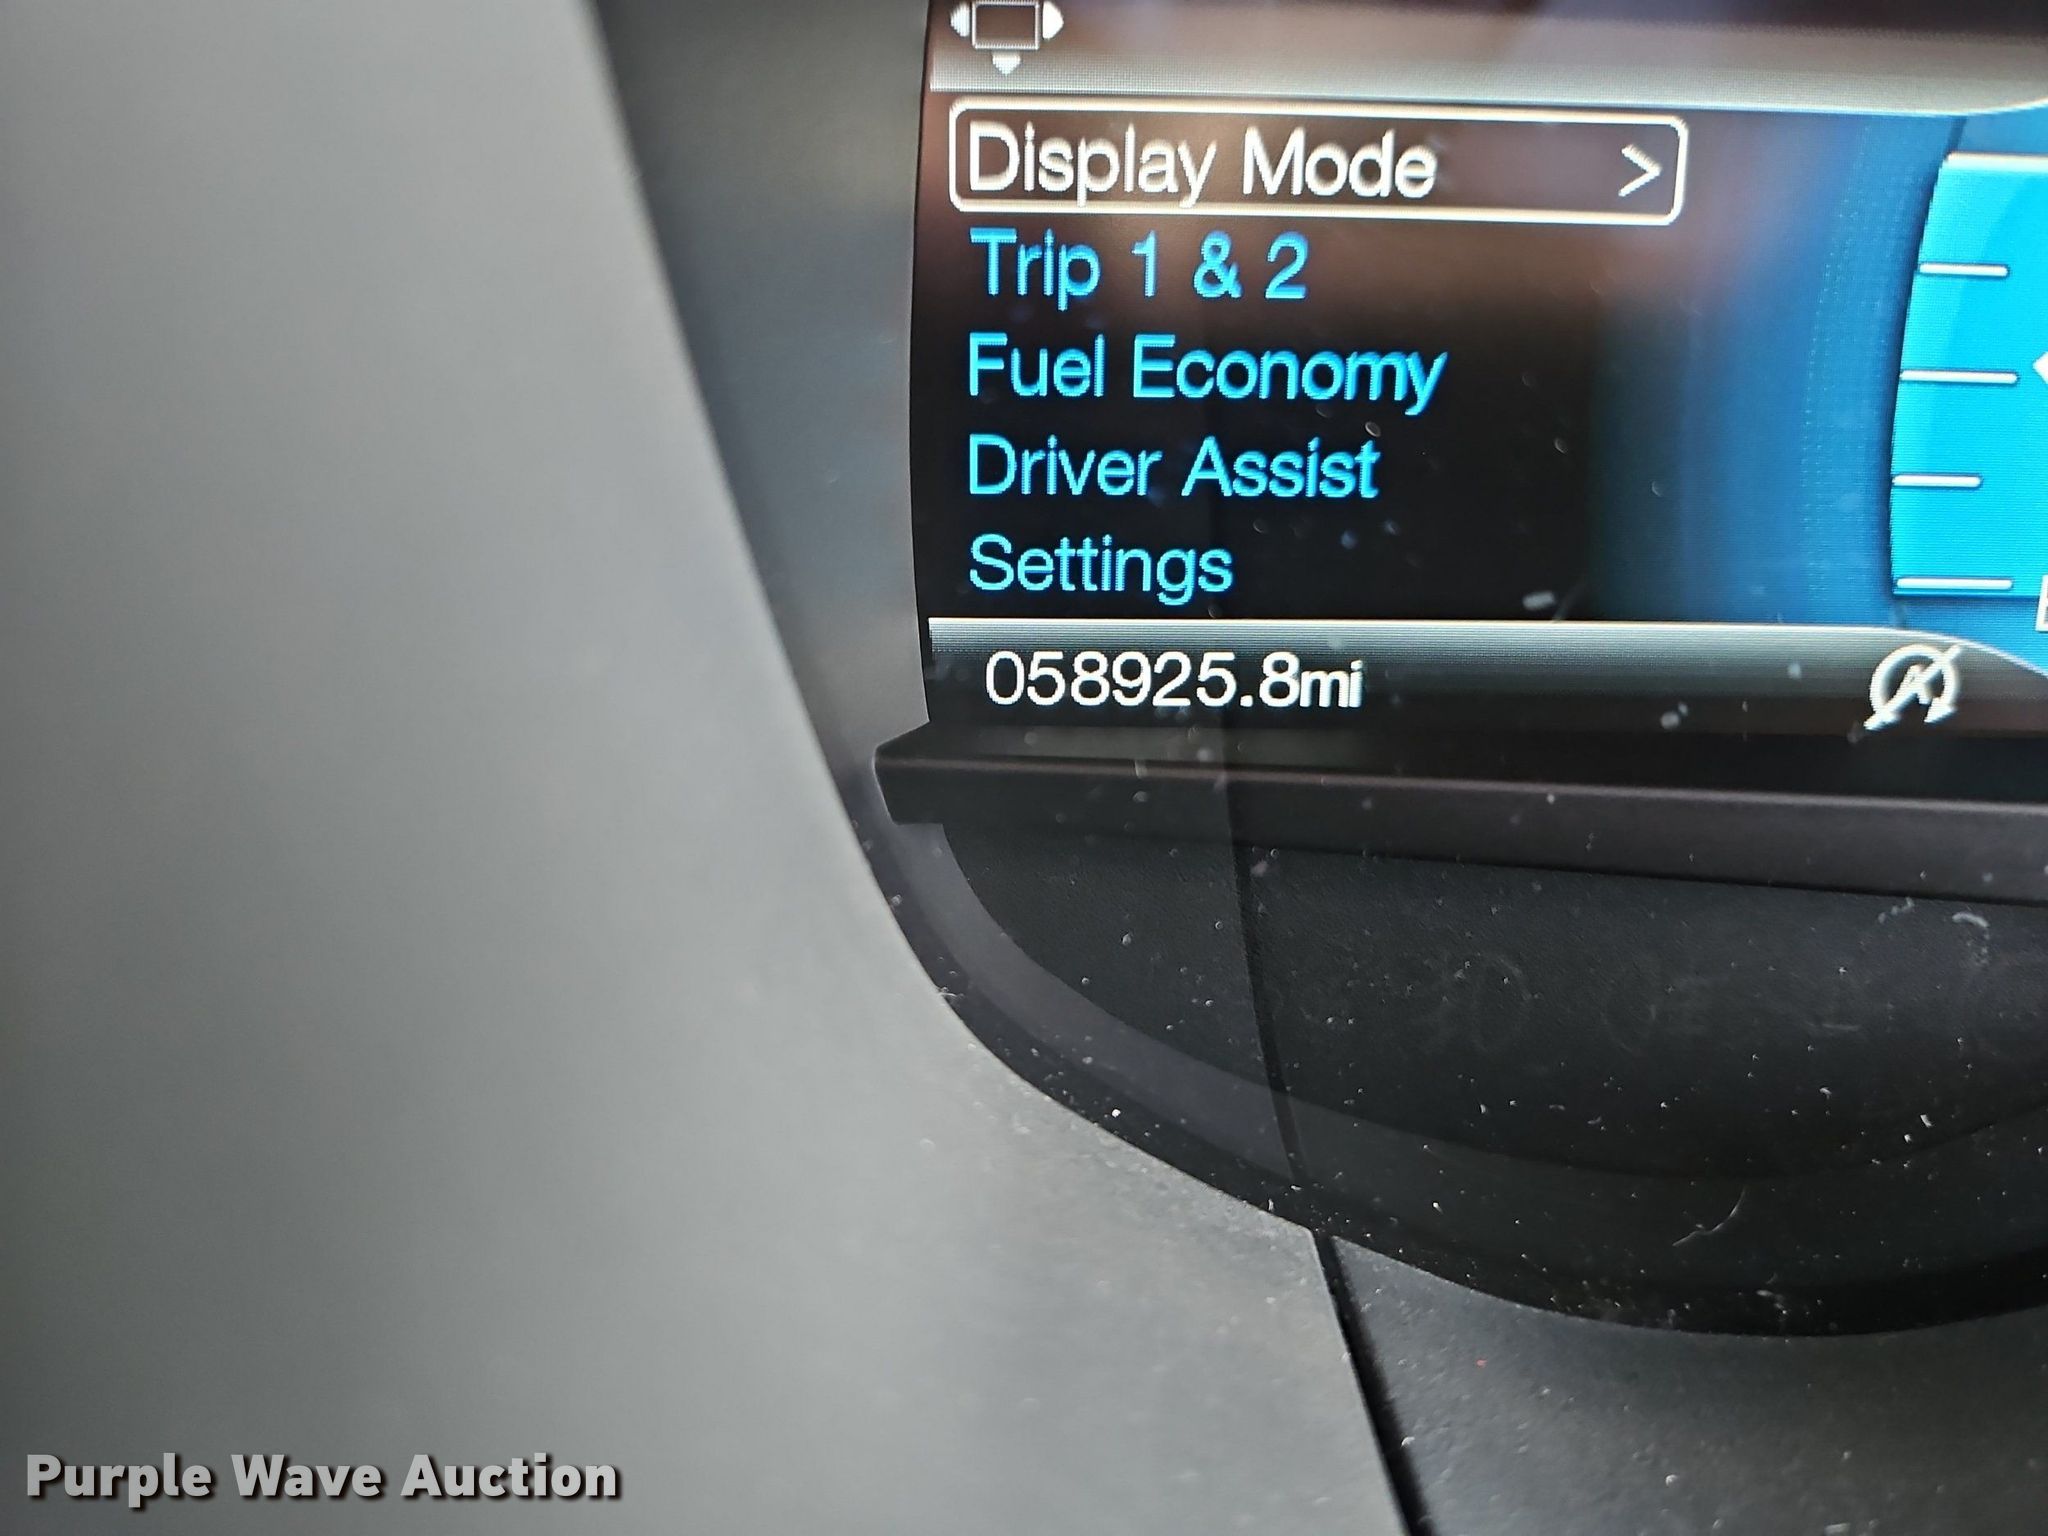 Display Mode >
Trip 1 & 2
Fuel Economy
Driver Assist
Settings
058925.8mi
Purple Wave Auction